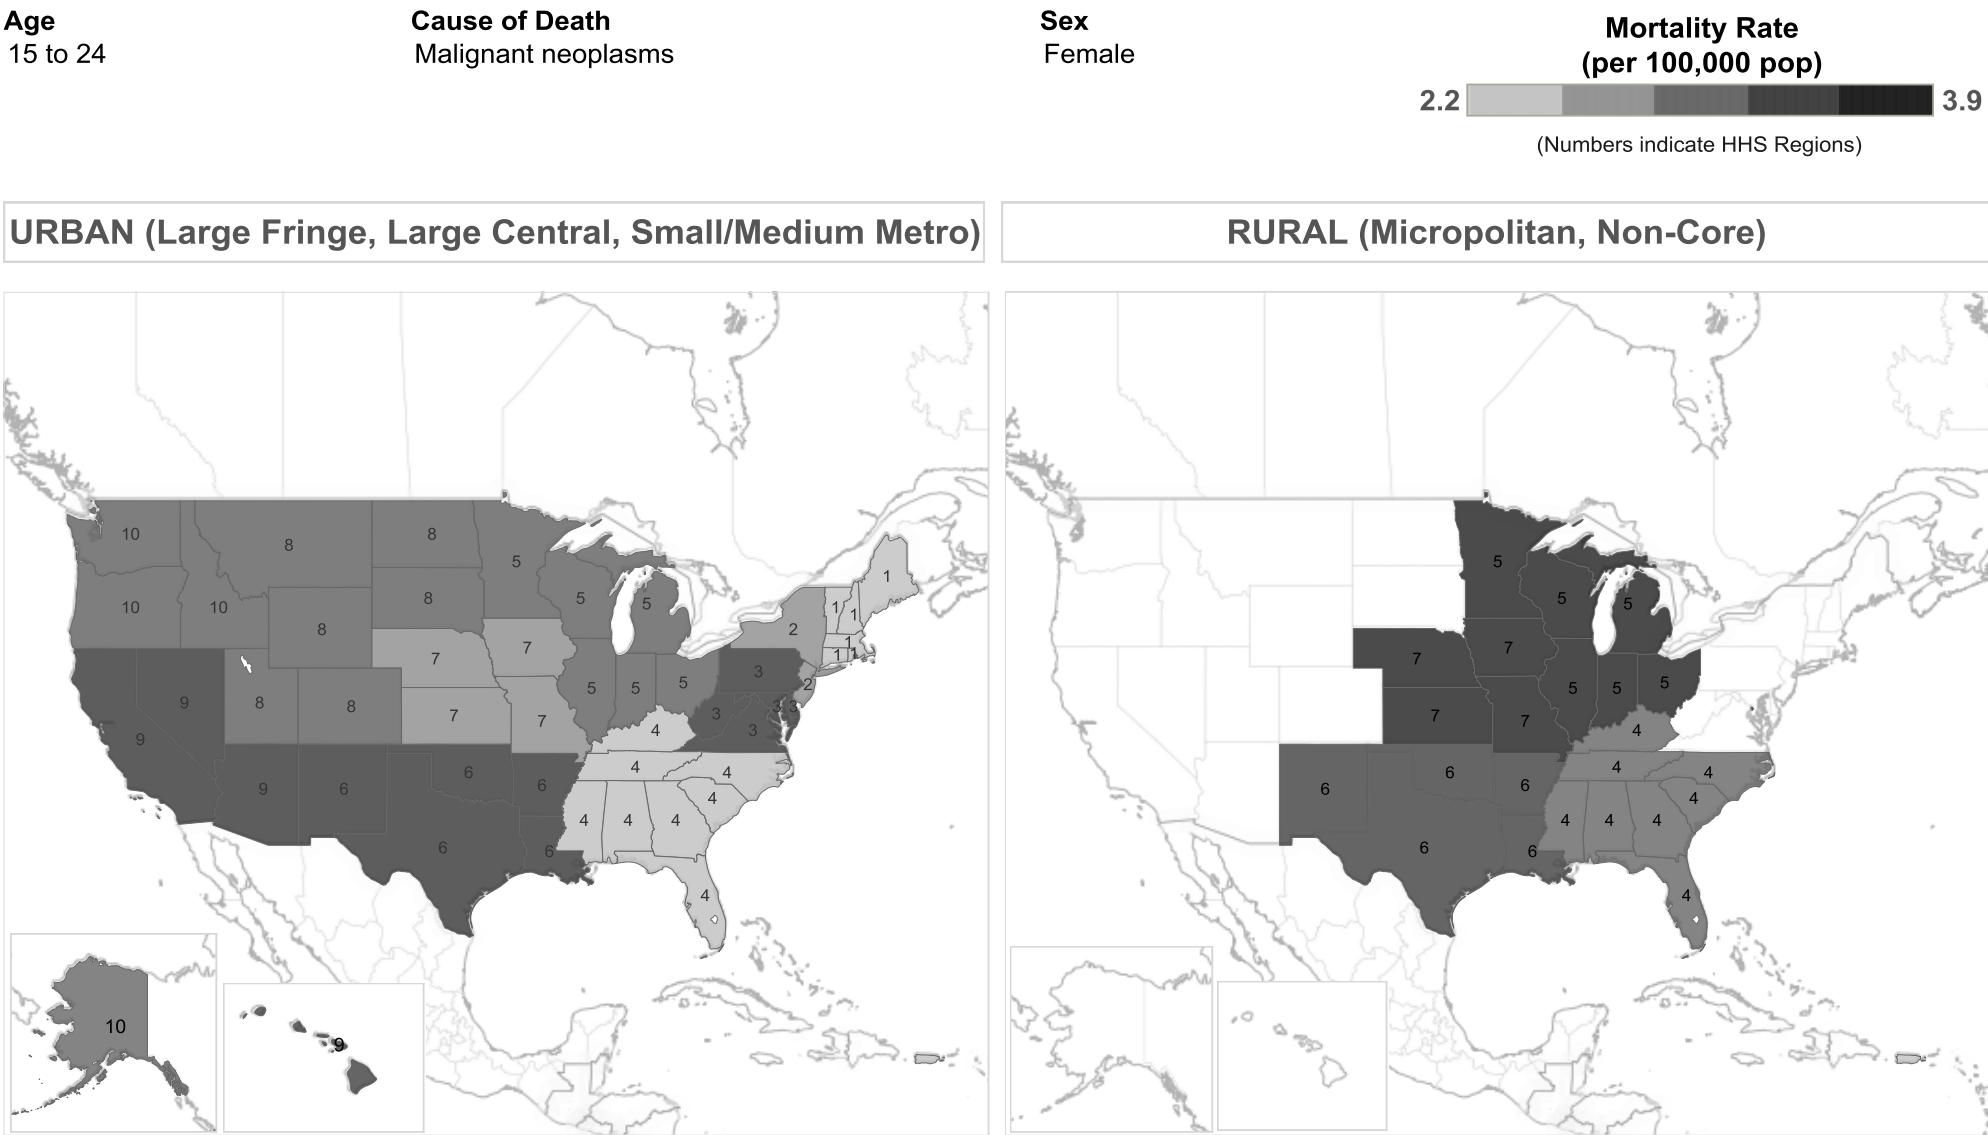 Age
15 to 24
Cause of Death
Malignant neoplasms
Sex
Female
Mortality Rate
(per 100,000 pop)
2.2 3.9
(Numbers indicate HHS Regions)
URBAN (Large Fringe, Large Central, Small/Medium Metro)
10 8 8 5 1
10 10 8 8 5 5 1 1
7 7 2 1
1 1
9 8 8 7 7 5 5 5 3 2
9 3 3 3 3
4
9 6 6 6 4 4
4
6 6 4 4 4
4
10
9
RURAL (Micropolitan, Non-Core)
5
5 5
7 7
7 7 5 5 5
4
6 6 6 4 4
4
6 6 4 4 4
4